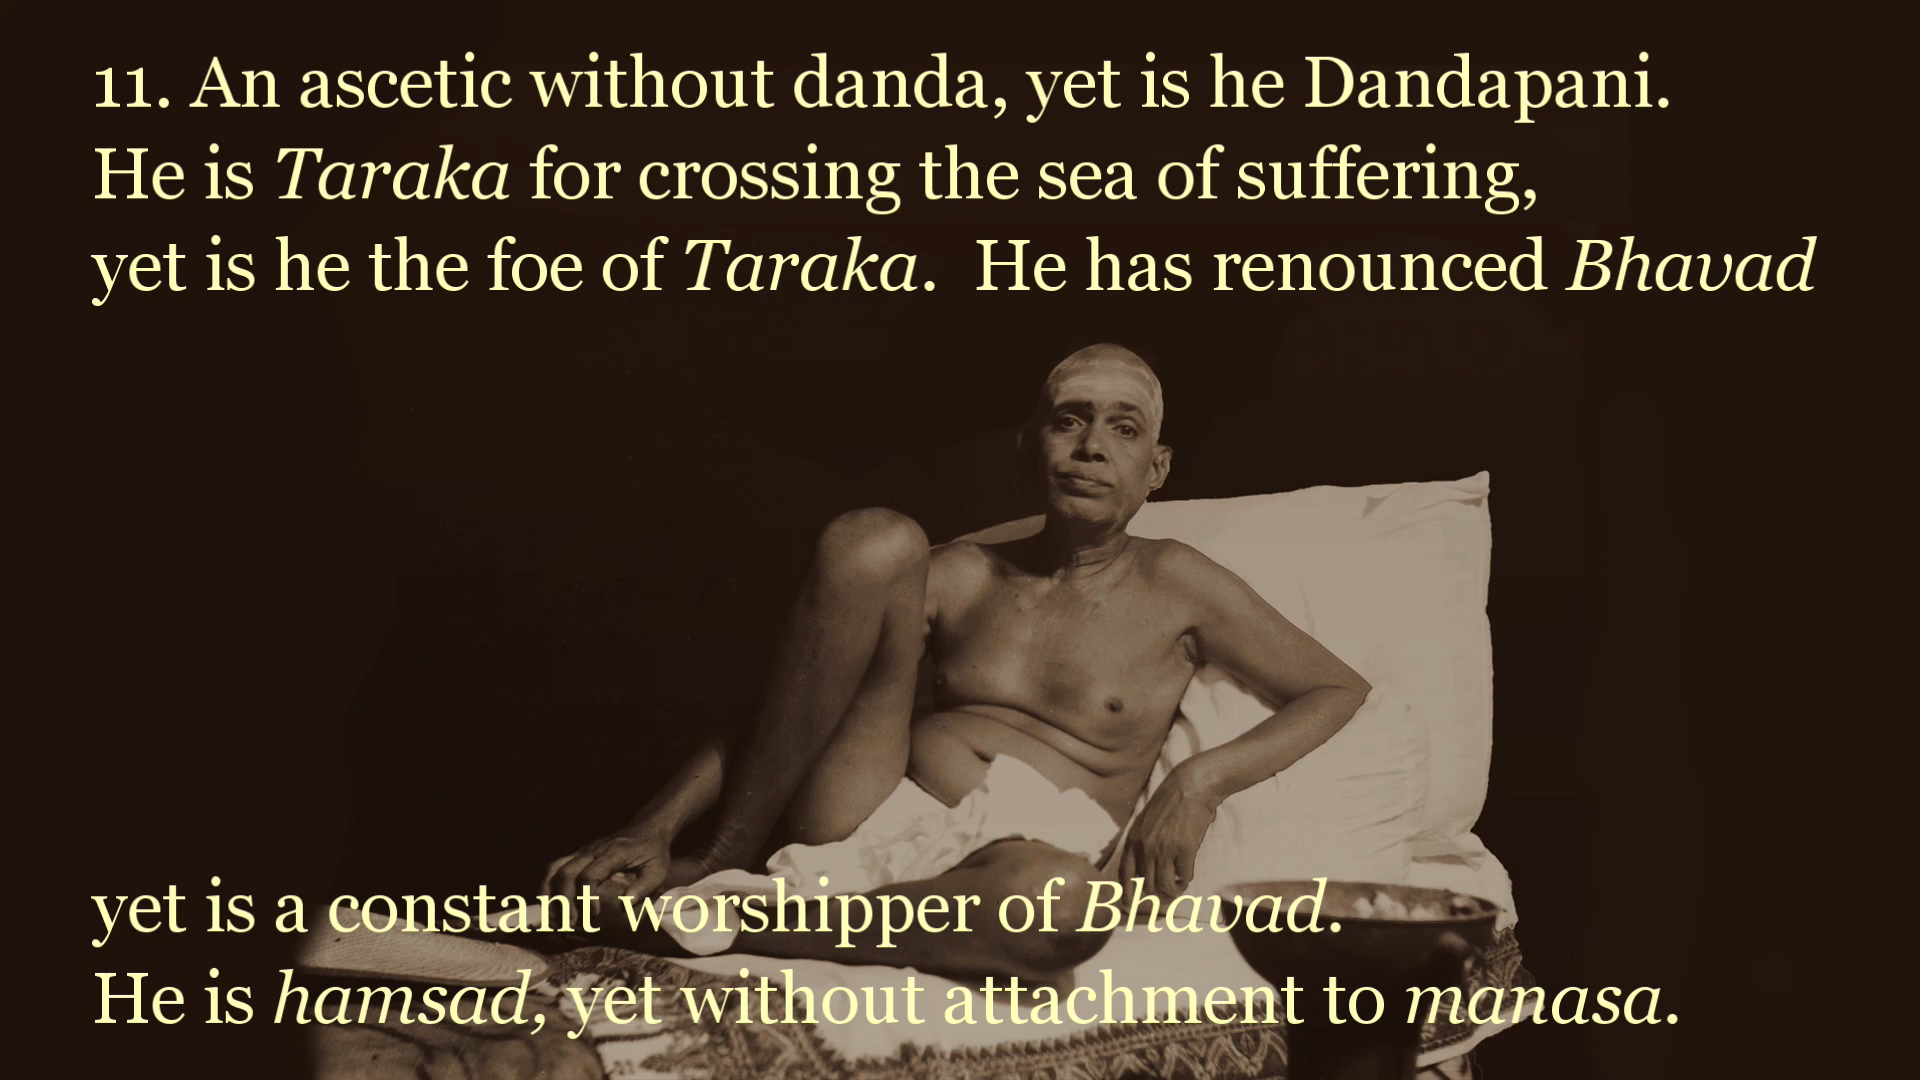 11. An ascetic without danda, yet is he Dandapani.
He is Taraka for crossing the sea of suffering,
yet is he the foe of Taraka.  He has renounced Bhavad
yet is a constant worshipper of Bhavad.
He is hamsad, yet without attachment to manasa.